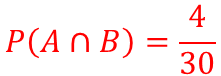 P(A ∩ B) = 4/30